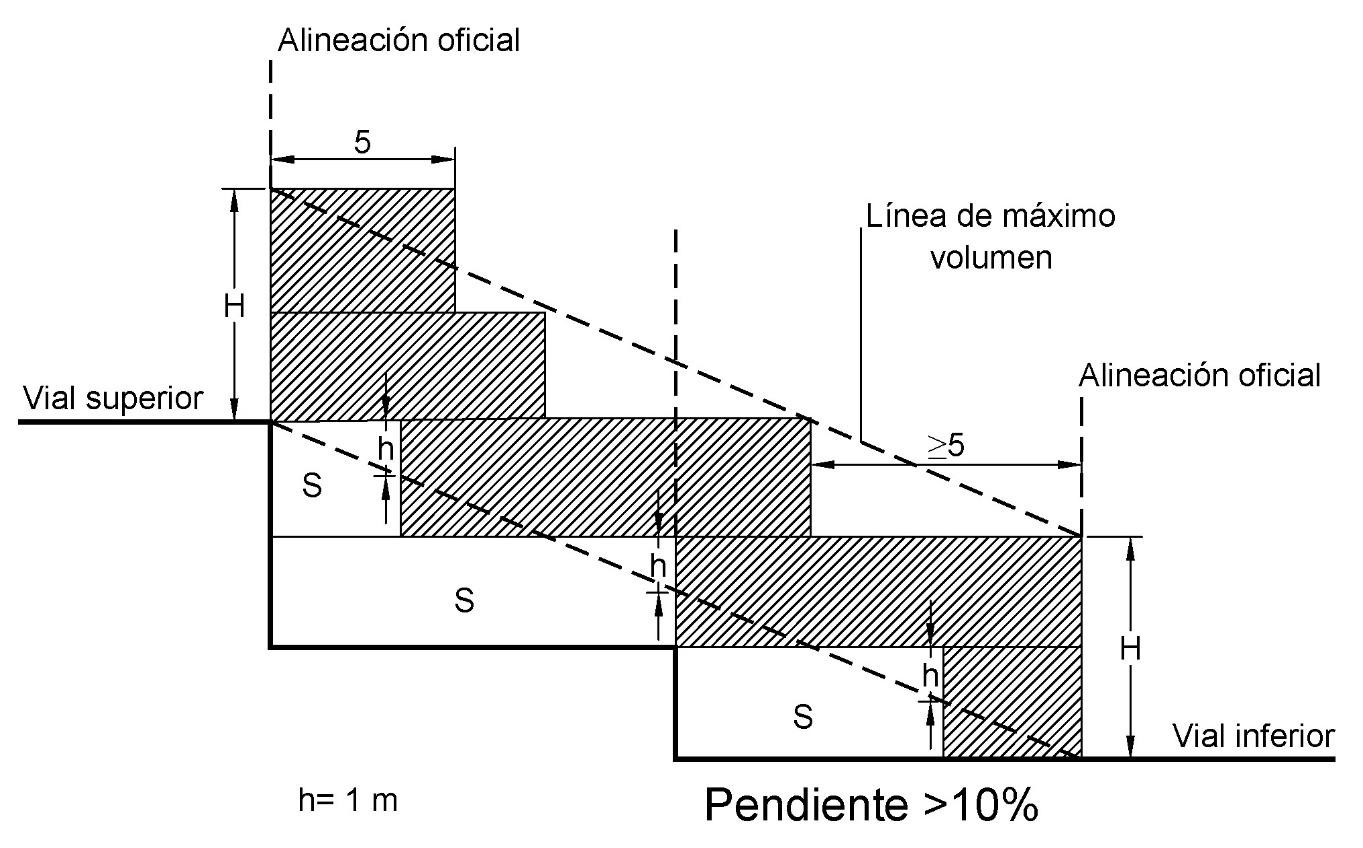 Alineación oficial
5
Línea de máximo
volumen
H
Alineación oficial
Vial superior
≥5
h
S
h
S
H
h
S
Vial inferior
h= 1 m
Pendiente >10%